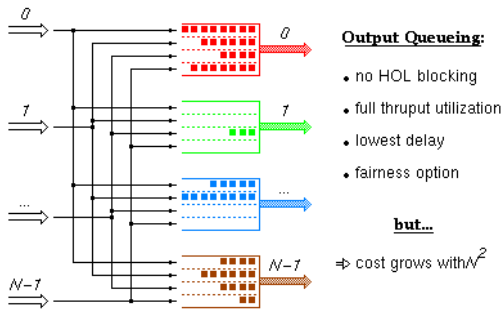 0
1
...
N-1
0
1
...
N-1
Output Queueing:
• no HOL blocking
• full thruput utilization
• lowest delay
• fairness option
but...
⇒ cost grows with N²